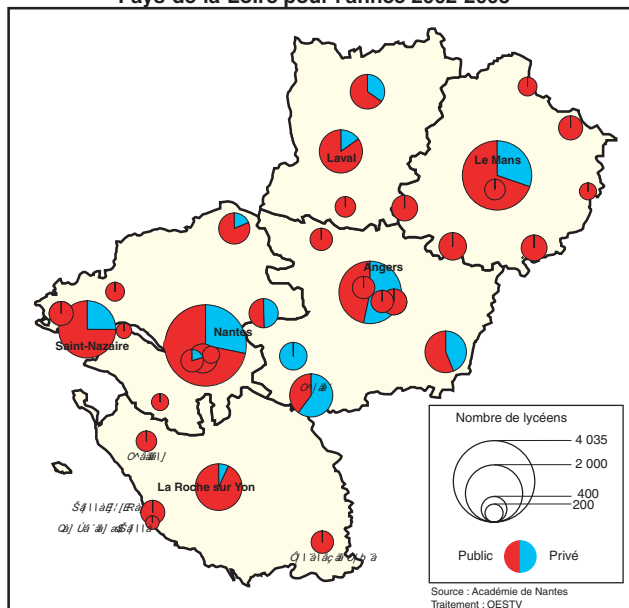 Pays de la Loire pour l'année 2002-2003
Laval
Le Mans
Angers
Nantes
Saint-Nazaire
La Roche sur Yon
Nombre de lycéens
4 035
2 000
400
200
Public
Privé
Source : Académie de Nantes
Traitement : OESTV